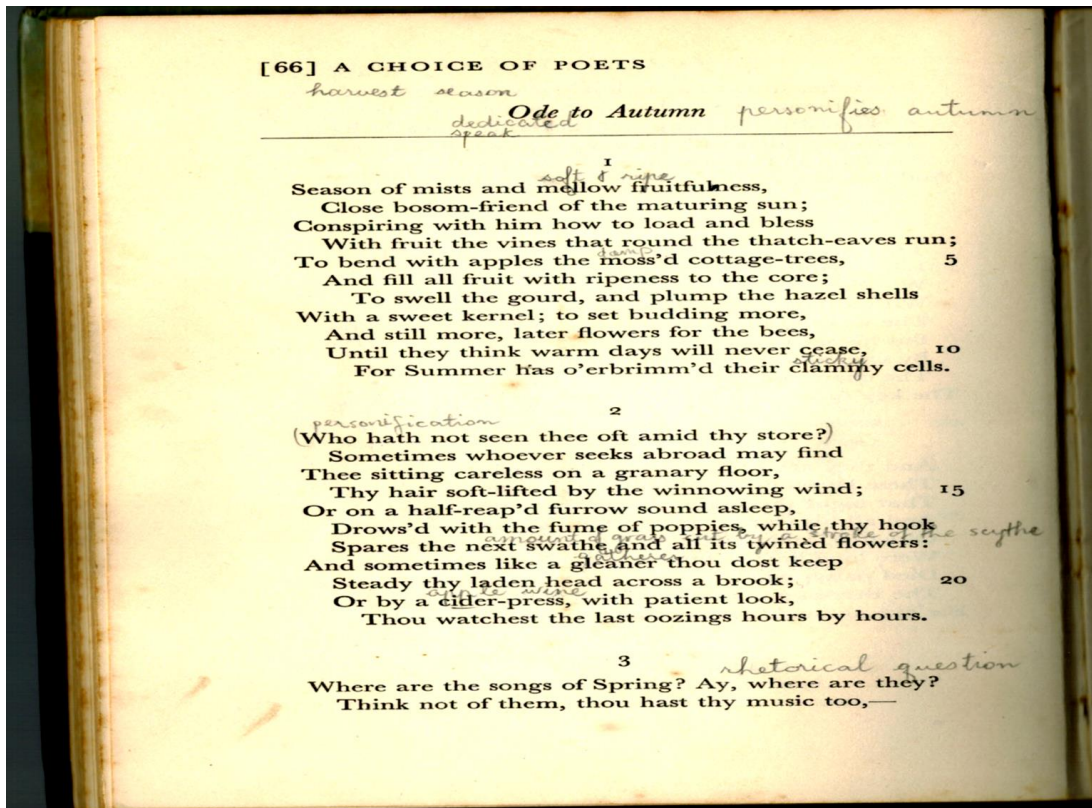 [66] A CHOICE OF POETS
harvest season
Ode to Autumn personifies autumn
dedicated
speak
1
soft & ripe
Season of mists and mellow fruitfulness,
Close bosom-friend of the maturing sun;
Conspiring with him how to load and bless
With fruit the vines that round the thatch-eaves run;
damp
To bend with apples the moss'd cottage-trees, 5
And fill all fruit with ripeness to the core;
To swell the gourd, and plump the hazel shells
With a sweet kernel; to set budding more,
And still more, later flowers for the bees,
Until they think warm days will never cease, 10
sticky
For Summer has o'erbrimm'd their clammy cells.
2
personification
(Who hath not seen thee oft amid thy store?)
Sometimes whoever seeks abroad may find
Thee sitting careless on a granary floor,
Thy hair soft-lifted by the winnowing wind; 15
Or on a half-reap'd furrow sound asleep,
Drows'd with the fume of poppies, while thy hook
amount of grass cut by a stroke of the scythe
Spares the next swathe and all its twinèd flowers:
gatherer
And sometimes like a gleaner thou dost keep
Steady thy laden head across a brook; 20
apple wine
Or by a cider-press, with patient look,
Thou watchest the last oozings hours by hours.
3
rhetorical question
Where are the songs of Spring? Ay, where are they?
Think not of them, thou hast thy music too,—